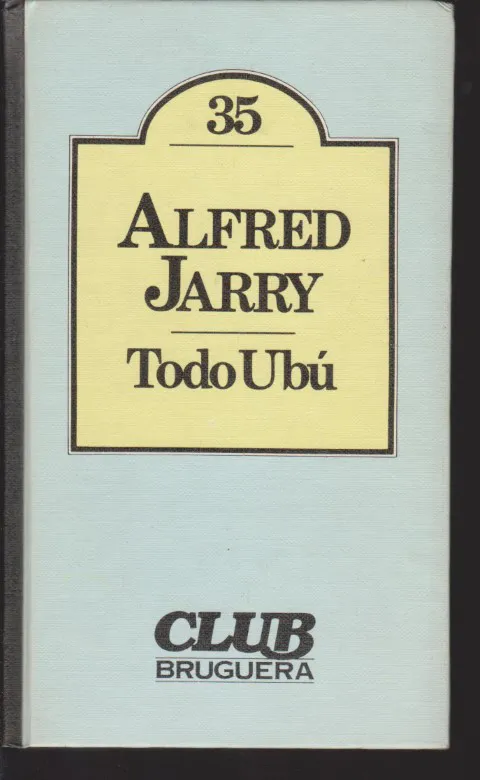 35
ALFRED
JARRY
Todo Ubú
CLUB
BRUGUERA